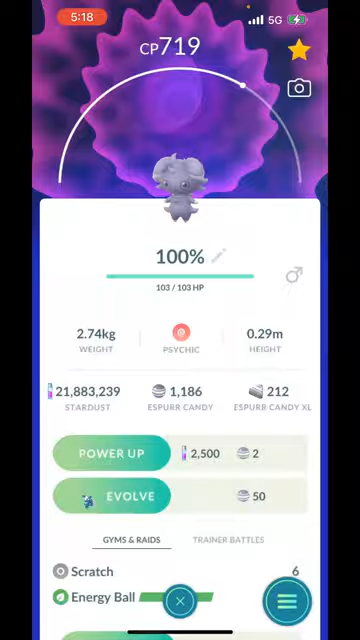 5:18
5G
CP719
100%
103 / 103 HP
2.74kg
WEIGHT
PSYCHIC
0.29m
HEIGHT
21,883,239
STARDUST
1,186
ESPURR CANDY
212
ESPURR CANDY XL
POWER UP
2,500
2
EVOLVE
50
GYMS & RAIDS
TRAINER BATTLES
Scratch
6
Energy Ball